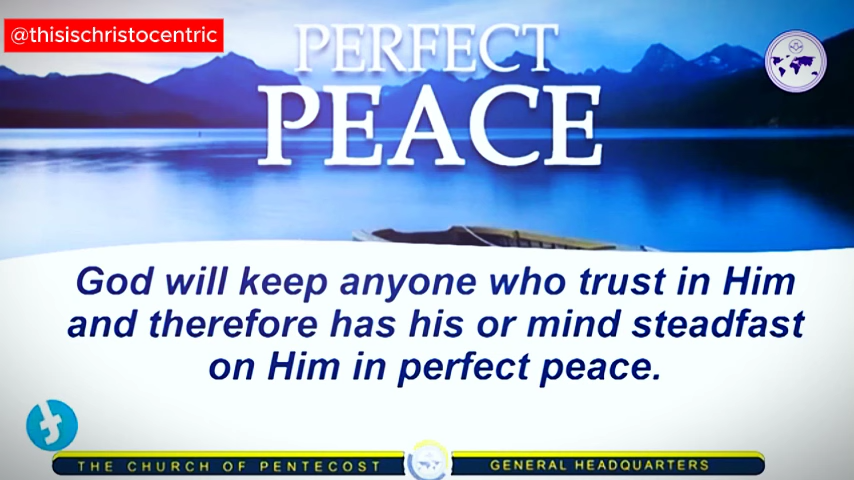 @thisischristocentric
PERFECT
PEACE
God will keep anyone who trust in Him
and therefore has his or mind steadfast
on Him in perfect peace.
THE CHURCH OF PENTECOST
GENERAL HEADQUARTERS